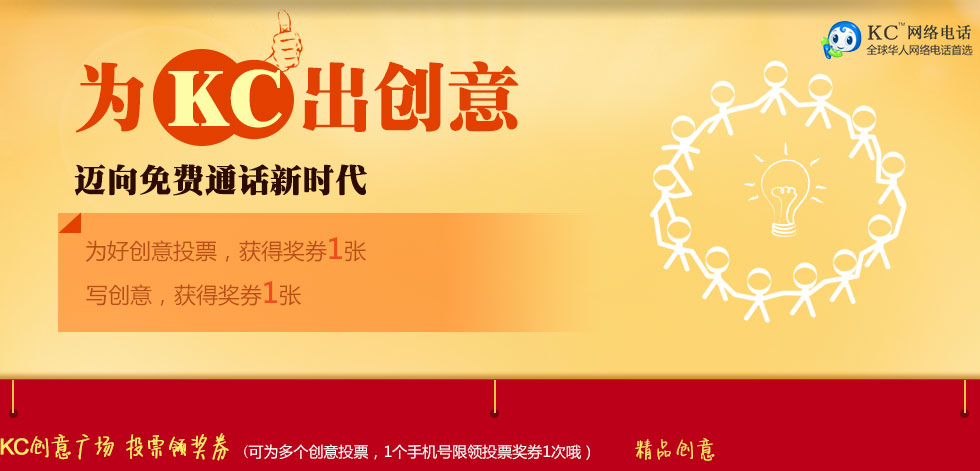 KC™网络电话
全球华人网络电话首选
为KC出创意
迈向免费通话新时代
为好创意投票，获得奖券1张
写创意，获得奖券1张
KC创意广场 投票领奖券 （可为多个创意投票，1个手机号限领投票奖券1次哦）
精品创意